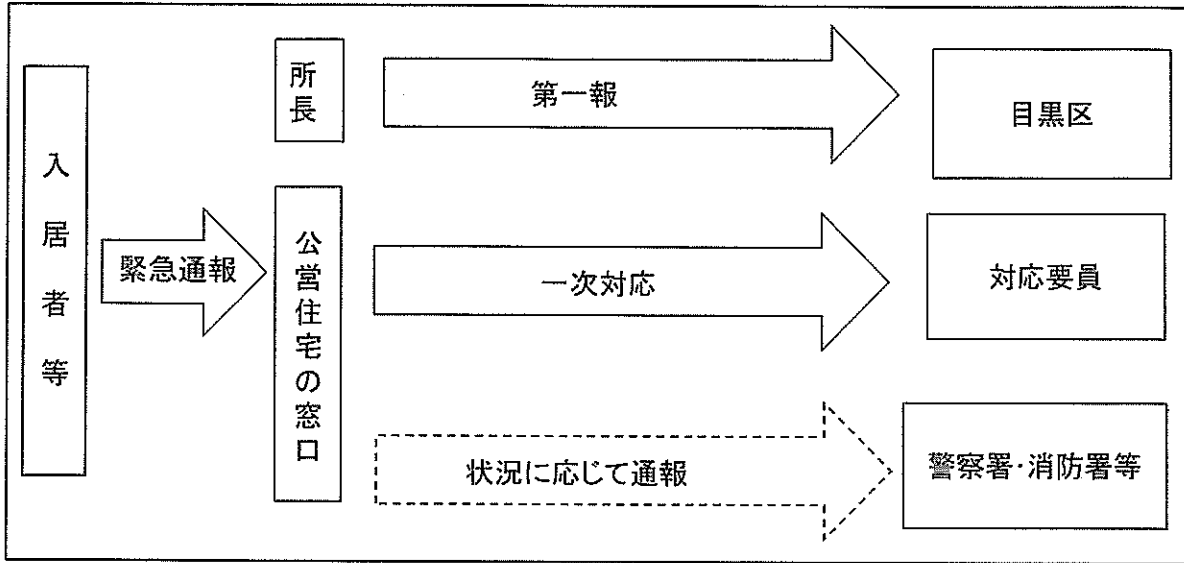 入居者等
緊急通報
所長
公営住宅の窓口
第一報
目黒区
一次対応
対応要員
状況に応じて通報
警察署・消防署等